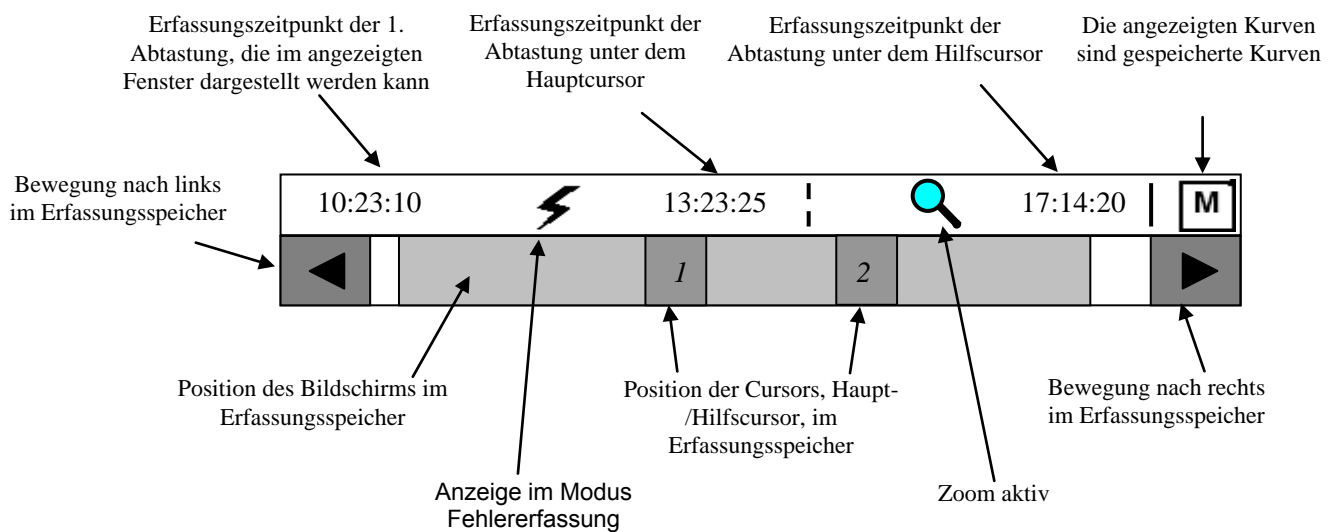 Erfassungszeitpunkt der 1.
Abtastung, die im angezeigten
Fenster dargestellt werden kann
Erfassungszeitpunkt der
Abtastung unter dem
Hauptcursor
Erfassungszeitpunkt der
Abtastung unter dem Hilfscursor
Die angezeigten Kurven
sind gespeicherte Kurven
Bewegung nach links
im Erfassungsspeicher
10:23:10 13:23:25 17:14:20 M
1 2
Position des Bildschirms im
Erfassungsspeicher
Position der Cursors, Haupt-
/Hilfscursor, im
Erfassungsspeicher
Bewegung nach rechts
im Erfassungsspeicher
Anzeige im Modus
Fehlererfassung
Zoom aktiv